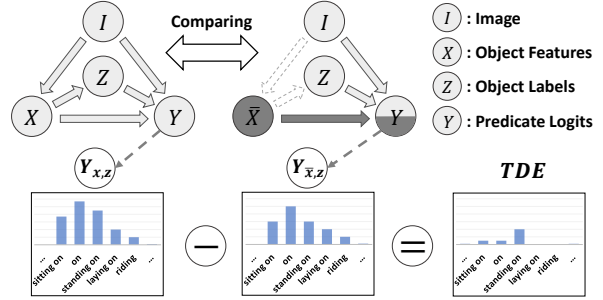 I
Comparing
I
I : Image
Z
Z
X : Object Features
X
Y
X̄
Y
Z : Object Labels
Y : Predicate Logits
Y_{x,z}
Y_{x̄,z}
TDE
... sitting on on standing on laying on riding ...
−
... sitting on on standing on laying on riding ...
=
... sitting on on standing on laying on riding ...